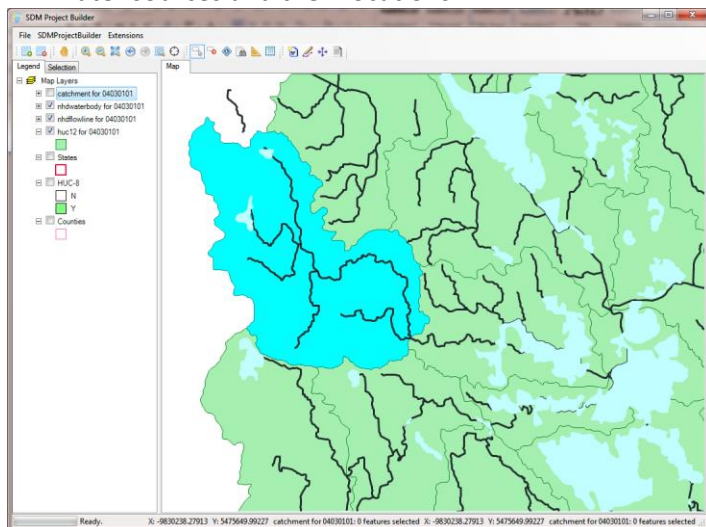 SDM Project Builder
File SDMProjectBuilder Extensions
Legend Selection
Map
Map Layers
catchment for 04030101
nhdwaterbody for 04030101
nhdflowline for 04030101
huc12 for 04030101
States
HUC-8
N
Y
Counties
Ready. X: -9830238.27913 Y: 5475649.99227 catchment for 04030101: 0 features selected X: -9830238.27913 Y: 5475649.99227 catchment for 04030101: 0 features selected